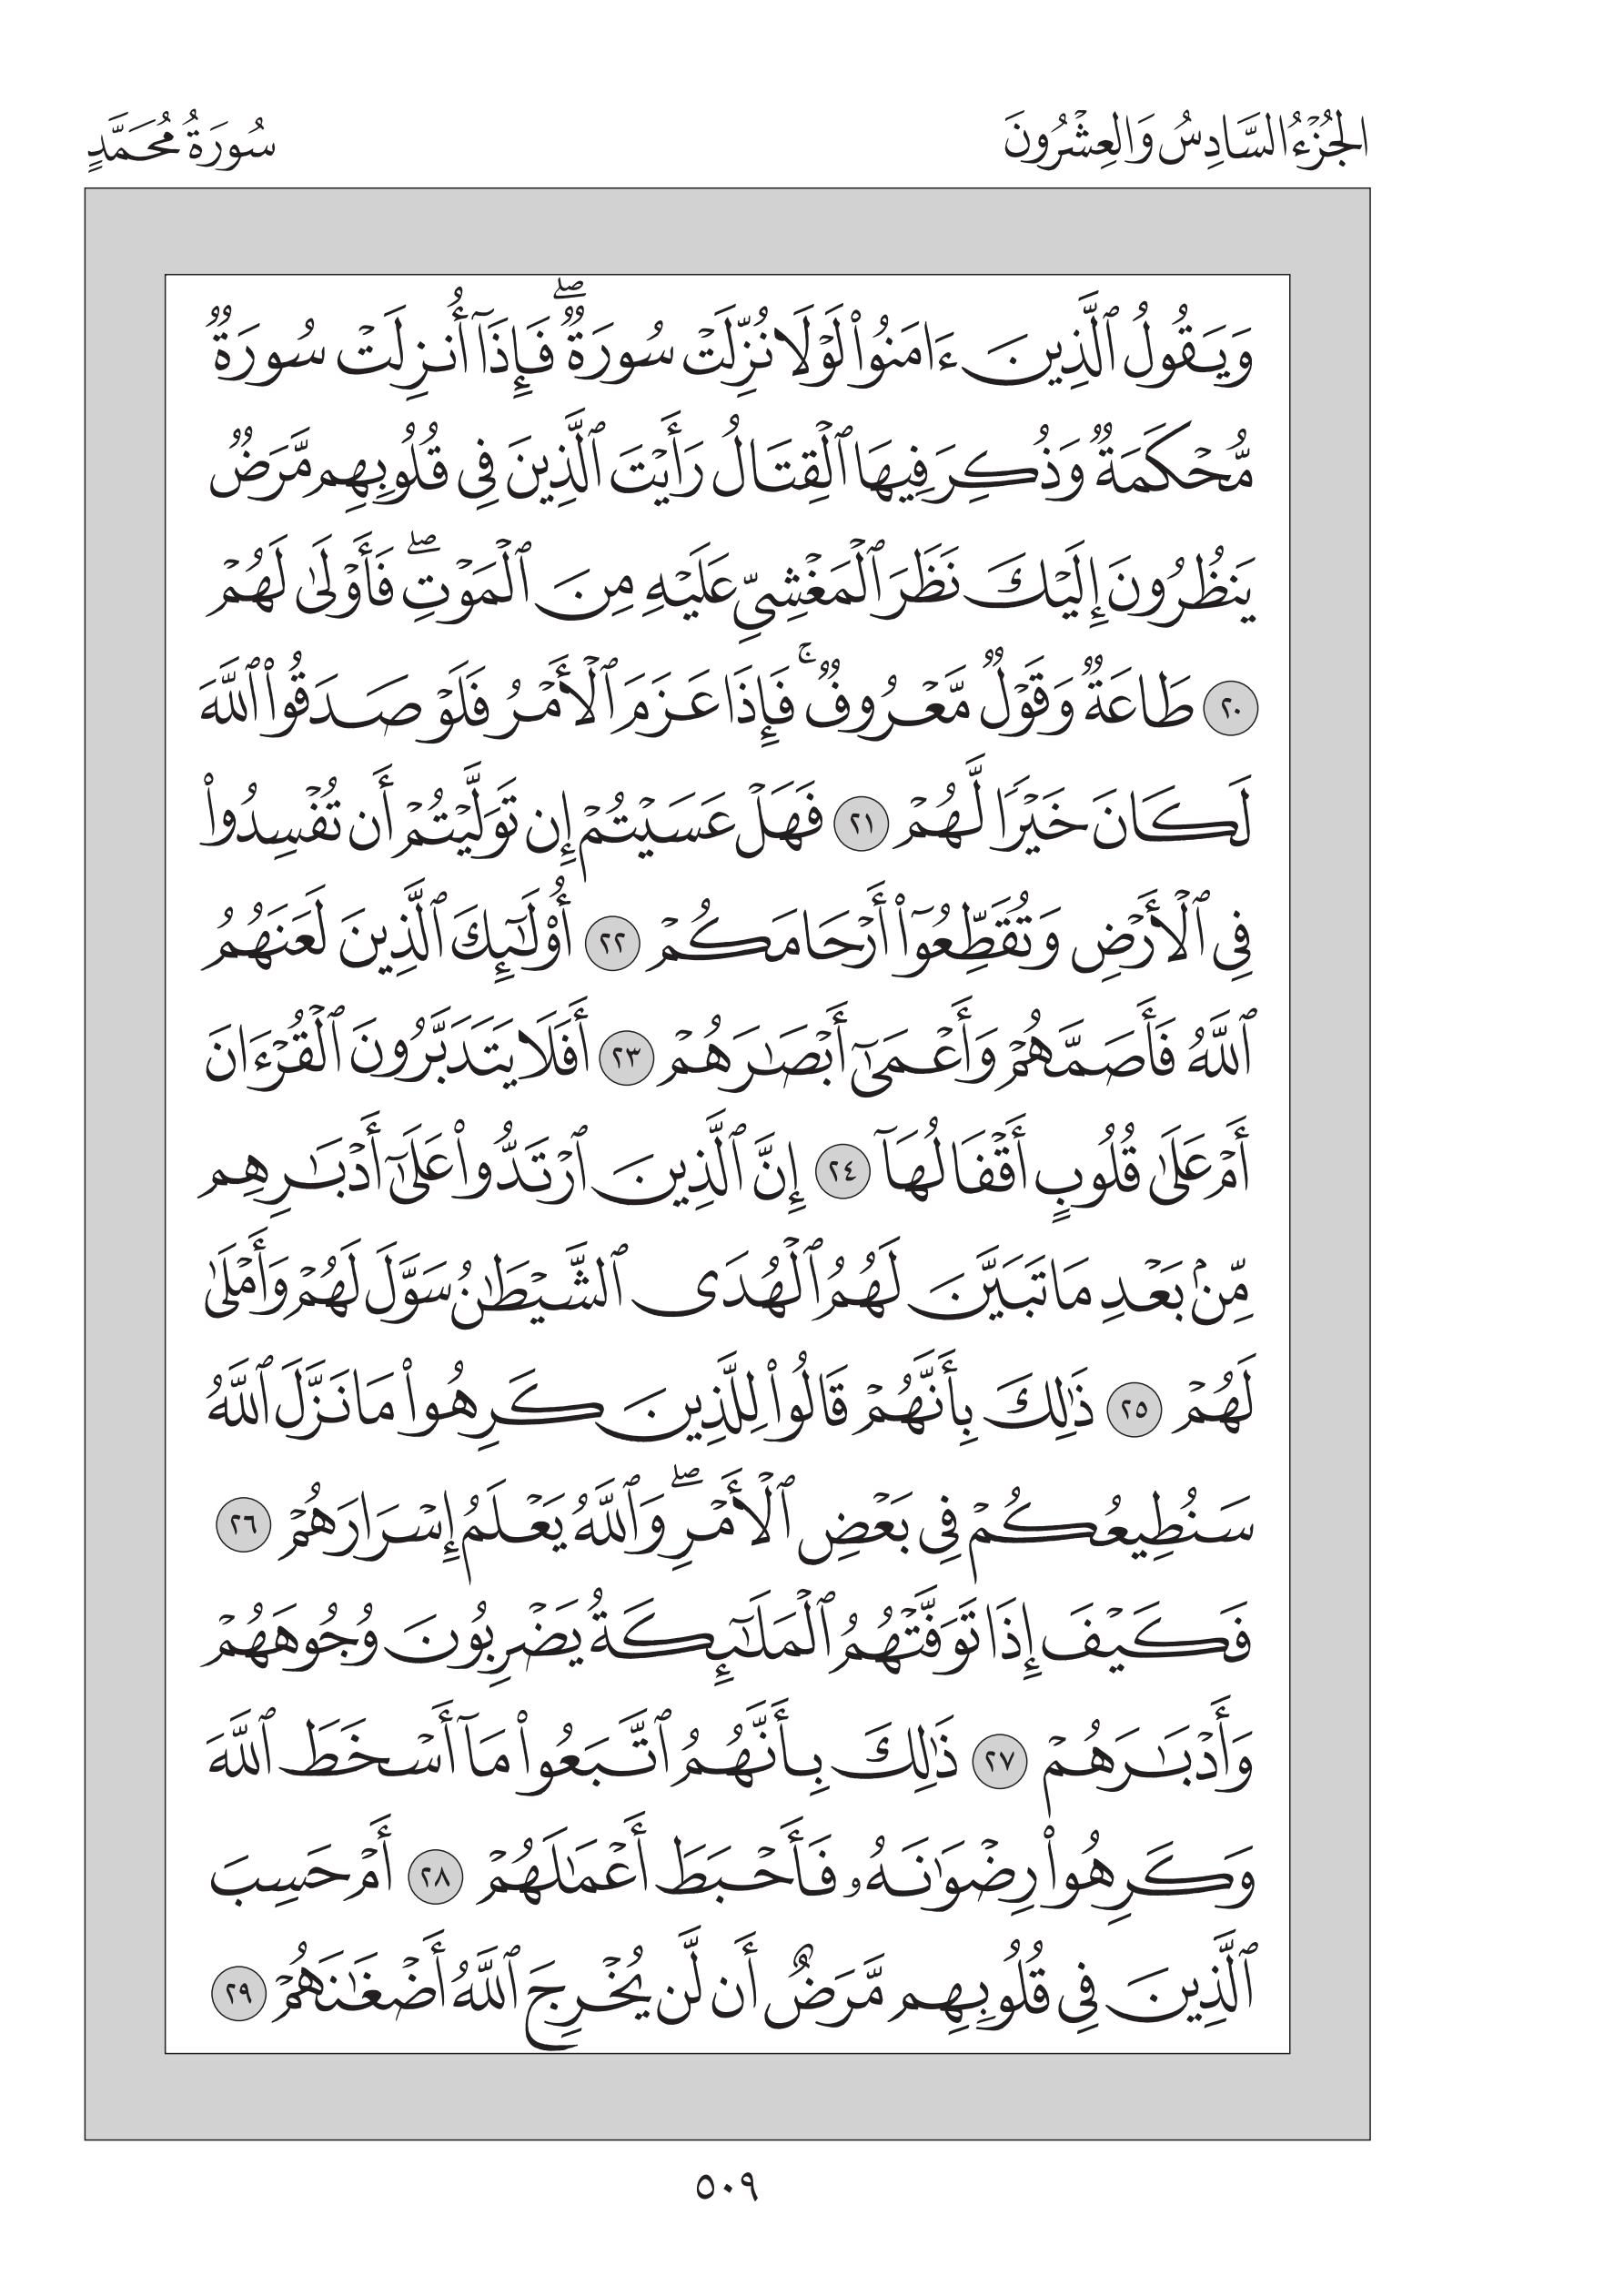 الجُزْءُ السَّادِسُ وَالعِشْرُونَ
سُورَةُ مُحَمَّدٍ
وَيَقُولُ ٱلَّذِينَ ءَامَنُوا۟ لَوْلَا نُزِّلَتْ سُورَةٌۖ فَإِذَآ أُنزِلَتْ سُورَةٌ
مُّحْكَمَةٌ وَذُكِرَ فِيهَا ٱلْقِتَالُ رَأَيْتَ ٱلَّذِينَ فِى قُلُوبِهِم مَّرَضٌ
يَنظُرُونَ إِلَيْكَ نَظَرَ ٱلْمَغْشِىِّ عَلَيْهِ مِنَ ٱلْمَوْتِۖ فَأَوْلَىٰ لَهُمْ
٢٠ طَاعَةٌ وَقَوْلٌ مَّعْرُوفٌۚ فَإِذَا عَزَمَ ٱلْأَمْرُ فَلَوْ صَدَقُوا۟ ٱللَّهَ
لَكَانَ خَيْرًا لَّهُمْ ٢١ فَهَلْ عَسَيْتُمْ إِن تَوَلَّيْتُمْ أَن تُفْسِدُوا۟
فِى ٱلْأَرْضِ وَتُقَطِّعُوٓا۟ أَرْحَامَكُمْ ٢٢ أُو۟لَٰٓئِكَ ٱلَّذِينَ لَعَنَهُمُ
ٱللَّهُ فَأَصَمَّهُمْ وَأَعْمَىٰٓ أَبْصَٰرَهُمْ ٢٣ أَفَلَا يَتَدَبَّرُونَ ٱلْقُرْءَانَ
أَمْ عَلَىٰ قُلُوبٍ أَقْفَالُهَآ ٢٤ إِنَّ ٱلَّذِينَ ٱرْتَدُّوا۟ عَلَىٰٓ أَدْبَٰرِهِم
مِّنۢ بَعْدِ مَا تَبَيَّنَ لَهُمُ ٱلْهُدَى ٱلشَّيْطَٰنُ سَوَّلَ لَهُمْ وَأَمْلَىٰ
لَهُمْ ٢٥ ذَٰلِكَ بِأَنَّهُمْ قَالُوا۟ لِلَّذِينَ كَرِهُوا۟ مَا نَزَّلَ ٱللَّهُ
سَنُطِيعُكُمْ فِى بَعْضِ ٱلْأَمْرِۖ وَٱللَّهُ يَعْلَمُ إِسْرَارَهُمْ ٢٦
فَكَيْفَ إِذَا تَوَفَّتْهُمُ ٱلْمَلَٰٓئِكَةُ يَضْرِبُونَ وُجُوهَهُمْ
وَأَدْبَٰرَهُمْ ٢٧ ذَٰلِكَ بِأَنَّهُمُ ٱتَّبَعُوا۟ مَآ أَسْخَطَ ٱللَّهَ
وَكَرِهُوا۟ رِضْوَٰنَهُۥ فَأَحْبَطَ أَعْمَٰلَهُمْ ٢٨ أَمْ حَسِبَ
ٱلَّذِينَ فِى قُلُوبِهِم مَّرَضٌ أَن لَّن يُخْرِجَ ٱللَّهُ أَضْغَٰنَهُمْ ٢٩
٥٠٩